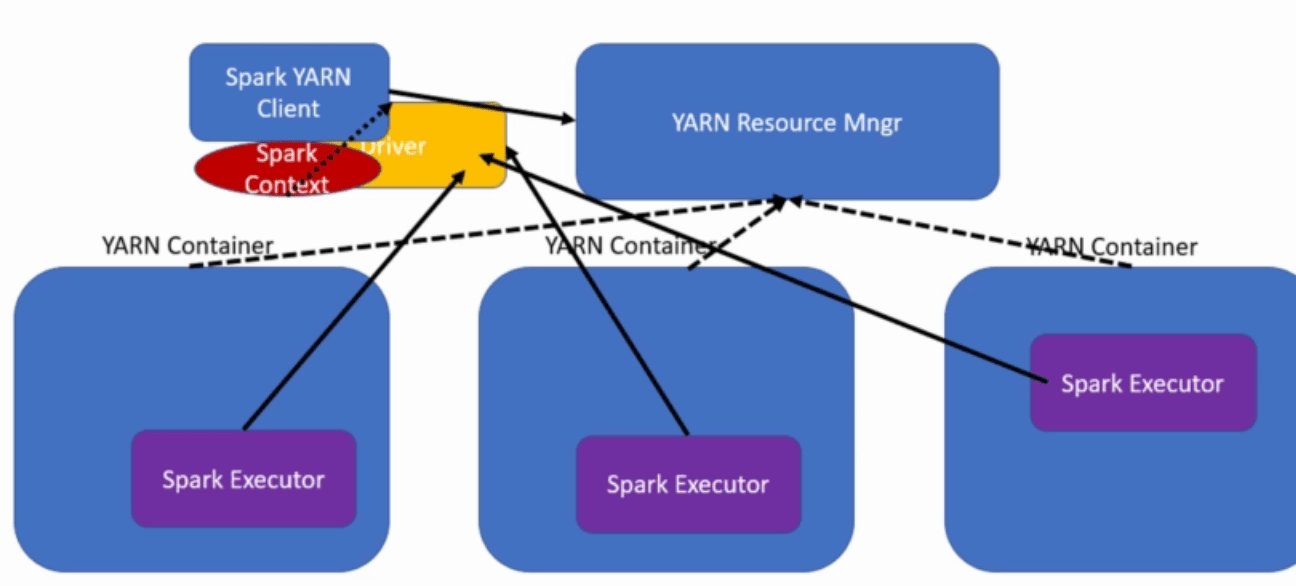 Spark YARN
Client
YARN Resource Mngr
Driver
Spark
Context
YARN Container
YARN Container
YARN Container
Spark Executor
Spark Executor
Spark Executor